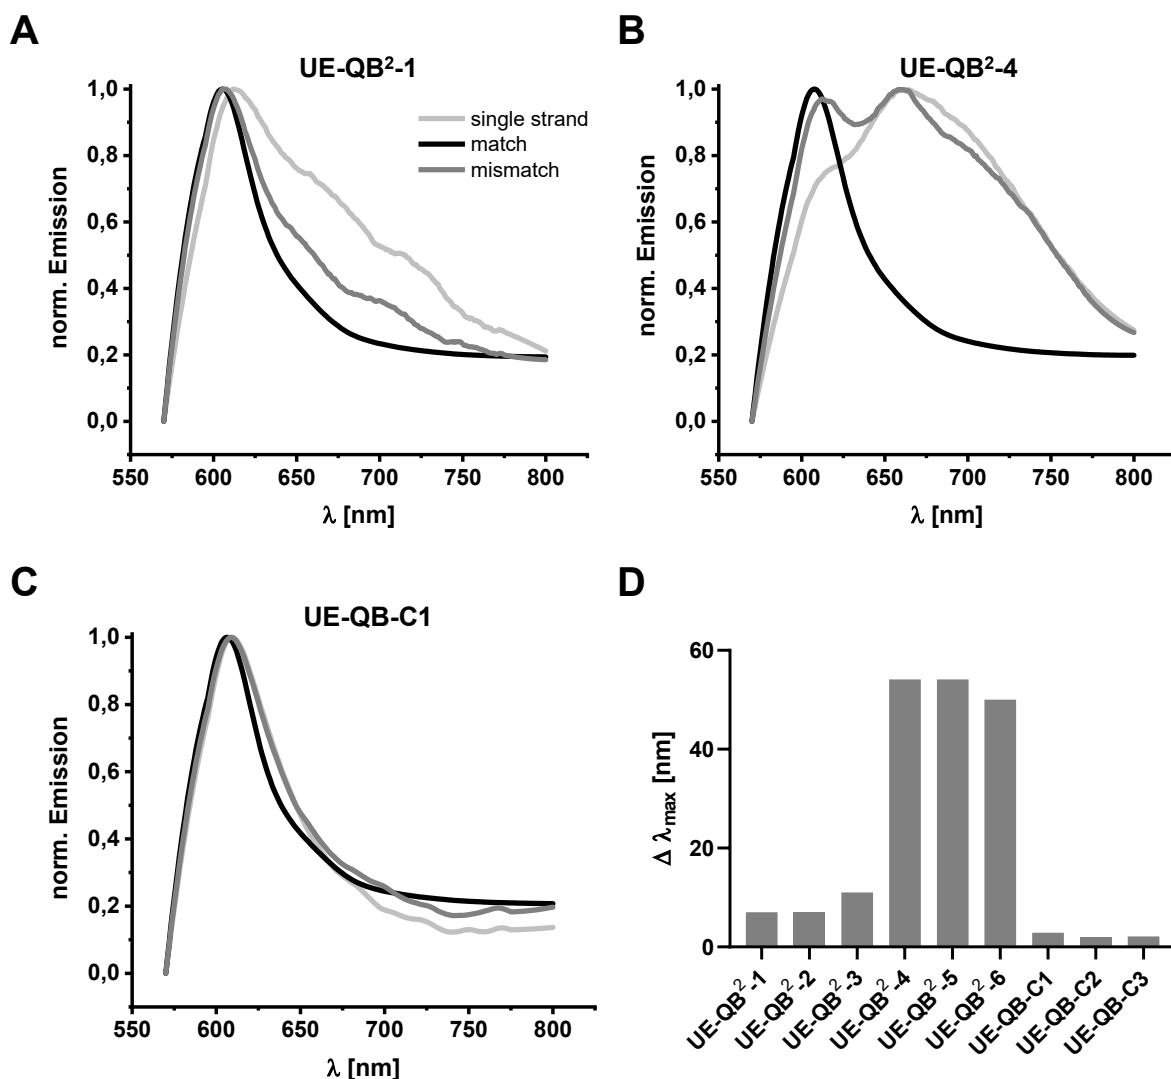 A
UE-QB²-1
norm. Emission
1,0
0,8
0,6
0,4
0,2
0,0
single strand
match
mismatch
550 600 650 700 750 800
λ [nm]
B
UE-QB²-4
norm. Emission
1,0
0,8
0,6
0,4
0,2
0,0
550 600 650 700 750 800
λ [nm]
C
UE-QB-C1
norm. Emission
1,0
0,8
0,6
0,4
0,2
0,0
550 600 650 700 750 800
λ [nm]
D
Δ λmax [nm]
60
40
20
0
UE-QB²-1
UE-QB²-2
UE-QB²-3
UE-QB²-4
UE-QB²-5
UE-QB²-6
UE-QB-C1
UE-QB-C2
UE-QB-C3